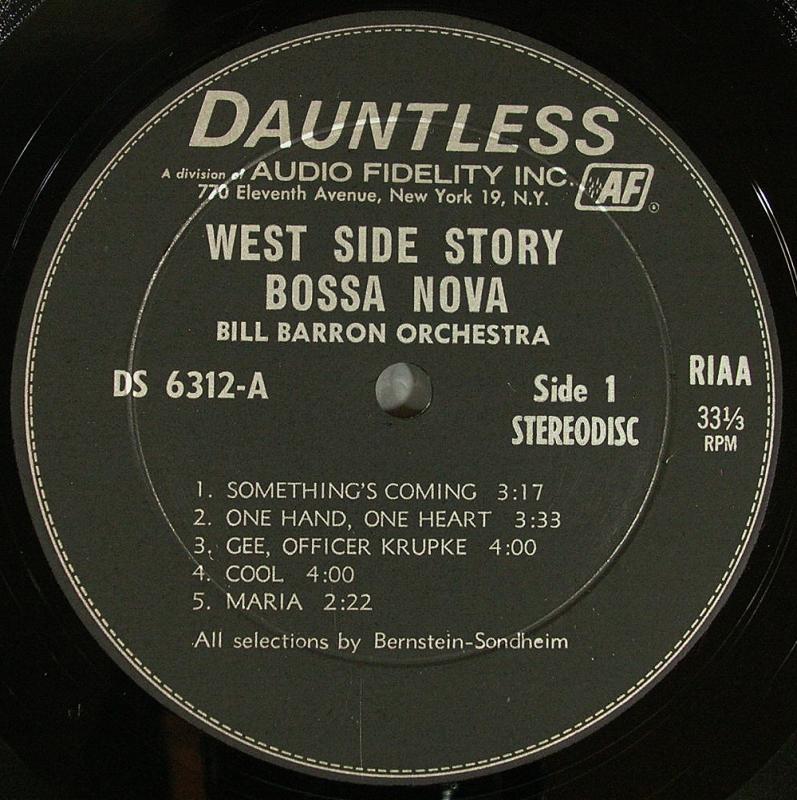 DAUNTLESS
A division of AUDIO FIDELITY INC.
AF ®
770 Eleventh Avenue, New York 19, N.Y.
WEST SIDE STORY
BOSSA NOVA
BILL BARRON ORCHESTRA
DS 6312-A
Side 1
STEREODISC
RIAA
33⅓
RPM
1. SOMETHING'S COMING 3:17
2. ONE HAND, ONE HEART 3:33
3. GEE, OFFICER KRUPKE 4:00
4. COOL 4:00
5. MARIA 2:22
All selections by Bernstein-Sondheim